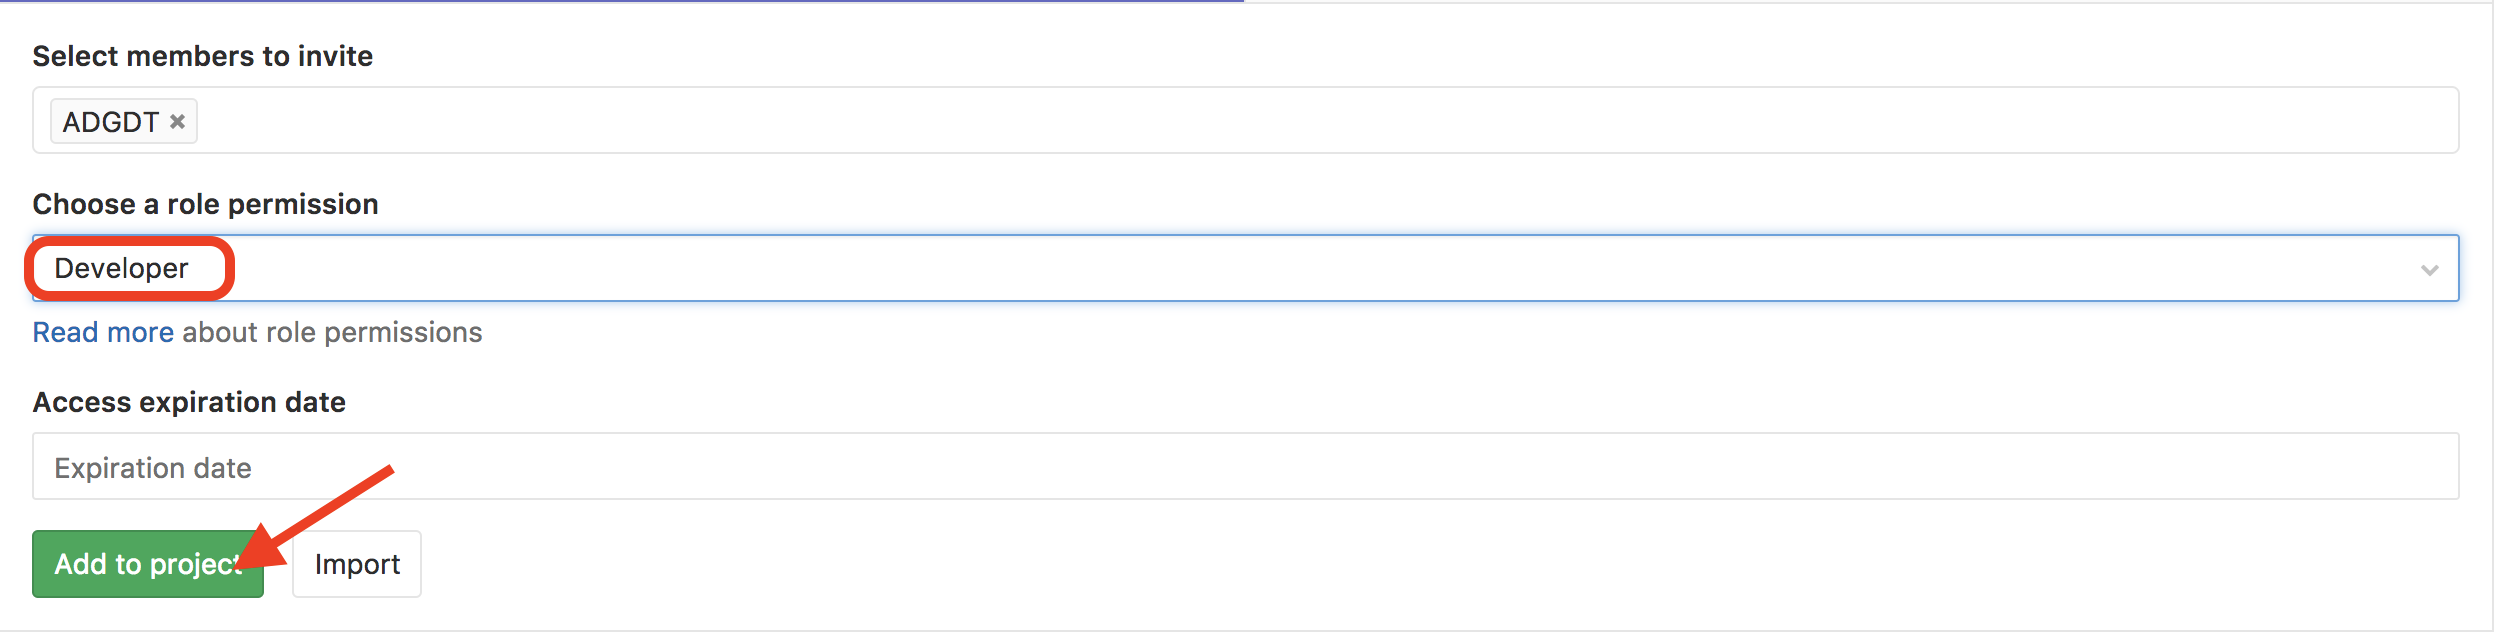 Select members to invite
ADGDT ×
Choose a role permission
Developer
Read more about role permissions
Access expiration date
Expiration date
Add to project
Import